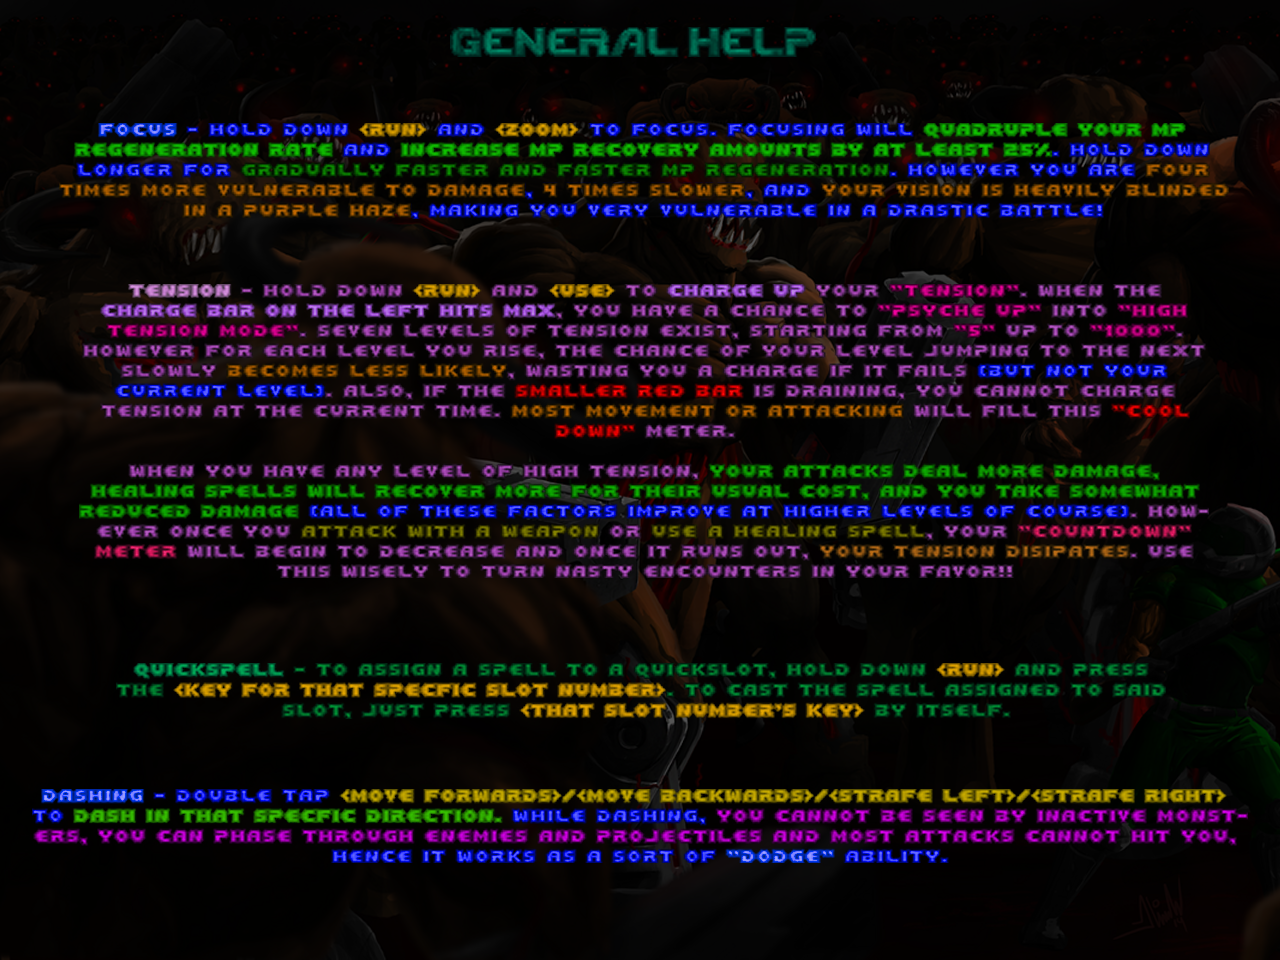 GENERAL HELP
FOCUS - HOLD DOWN <RUN> AND <ZOOM> TO FOCUS. FOCUSING WILL QUADRUPLE YOUR MP
REGENERATION RATE AND INCREASE MP RECOVERY AMOUNTS BY AT LEAST 25%. HOLD DOWN
LONGER FOR GRADUALLY FASTER AND FASTER MP REGENERATION. HOWEVER YOU ARE FOUR
TIMES MORE VULNERABLE TO DAMAGE, 4 TIMES SLOWER, AND YOUR VISION IS HEAVILY BLINDED
IN A PURPLE HAZE, MAKING YOU VERY VULNERABLE IN A DRASTIC BATTLE!
TENSION - HOLD DOWN <RUN> AND <USE> TO CHARGE UP YOUR "TENSION". WHEN THE
CHARGE BAR ON THE LEFT HITS MAX, YOU HAVE A CHANCE TO "PSYCHE UP" INTO "HIGH
TENSION MODE". SEVEN LEVELS OF TENSION EXIST, STARTING FROM "5" UP TO "1000".
HOWEVER FOR EACH LEVEL YOU RISE, THE CHANCE OF YOUR LEVEL JUMPING TO THE NEXT
SLOWLY BECOMES LESS LIKELY, WASTING YOU A CHARGE IF IT FAILS (BUT NOT YOUR
CURRENT LEVEL). ALSO, IF THE SMALLER RED BAR IS DRAINING, YOU CANNOT CHARGE
TENSION AT THE CURRENT TIME. MOST MOVEMENT OR ATTACKING WILL FILL THIS "COOL
DOWN" METER.
WHEN YOU HAVE ANY LEVEL OF HIGH TENSION, YOUR ATTACKS DEAL MORE DAMAGE,
HEALING SPELLS WILL RECOVER MORE FOR THEIR USUAL COST, AND YOU TAKE SOMEWHAT
REDUCED DAMAGE (ALL OF THESE FACTORS IMPROVE AT HIGHER LEVELS OF COURSE). HOW-
EVER ONCE YOU ATTACK WITH A WEAPON OR USE A HEALING SPELL, YOUR "COUNTDOWN"
METER WILL BEGIN TO DECREASE AND ONCE IT RUNS OUT, YOUR TENSION DISIPATES. USE
THIS WISELY TO TURN NASTY ENCOUNTERS IN YOUR FAVOR!!
QUICKSPELL - TO ASSIGN A SPELL TO A QUICKSLOT, HOLD DOWN <RUN> AND PRESS
THE <KEY FOR THAT SPECFIC SLOT NUMBER>. TO CAST THE SPELL ASSIGNED TO SAID
SLOT, JUST PRESS <THAT SLOT NUMBER'S KEY> BY ITSELF.
DASHING - DOUBLE TAP <MOVE FORWARDS>/<MOVE BACKWARDS>/<STRAFE LEFT>/<STRAFE RIGHT>
TO DASH IN THAT SPECFIC DIRECTION. WHILE DASHING, YOU CANNOT BE SEEN BY INACTIVE MONST-
ERS, YOU CAN PHASE THROUGH ENEMIES AND PROJECTILES AND MOST ATTACKS CANNOT HIT YOU,
HENCE IT WORKS AS A SORT OF "DODGE" ABILITY.